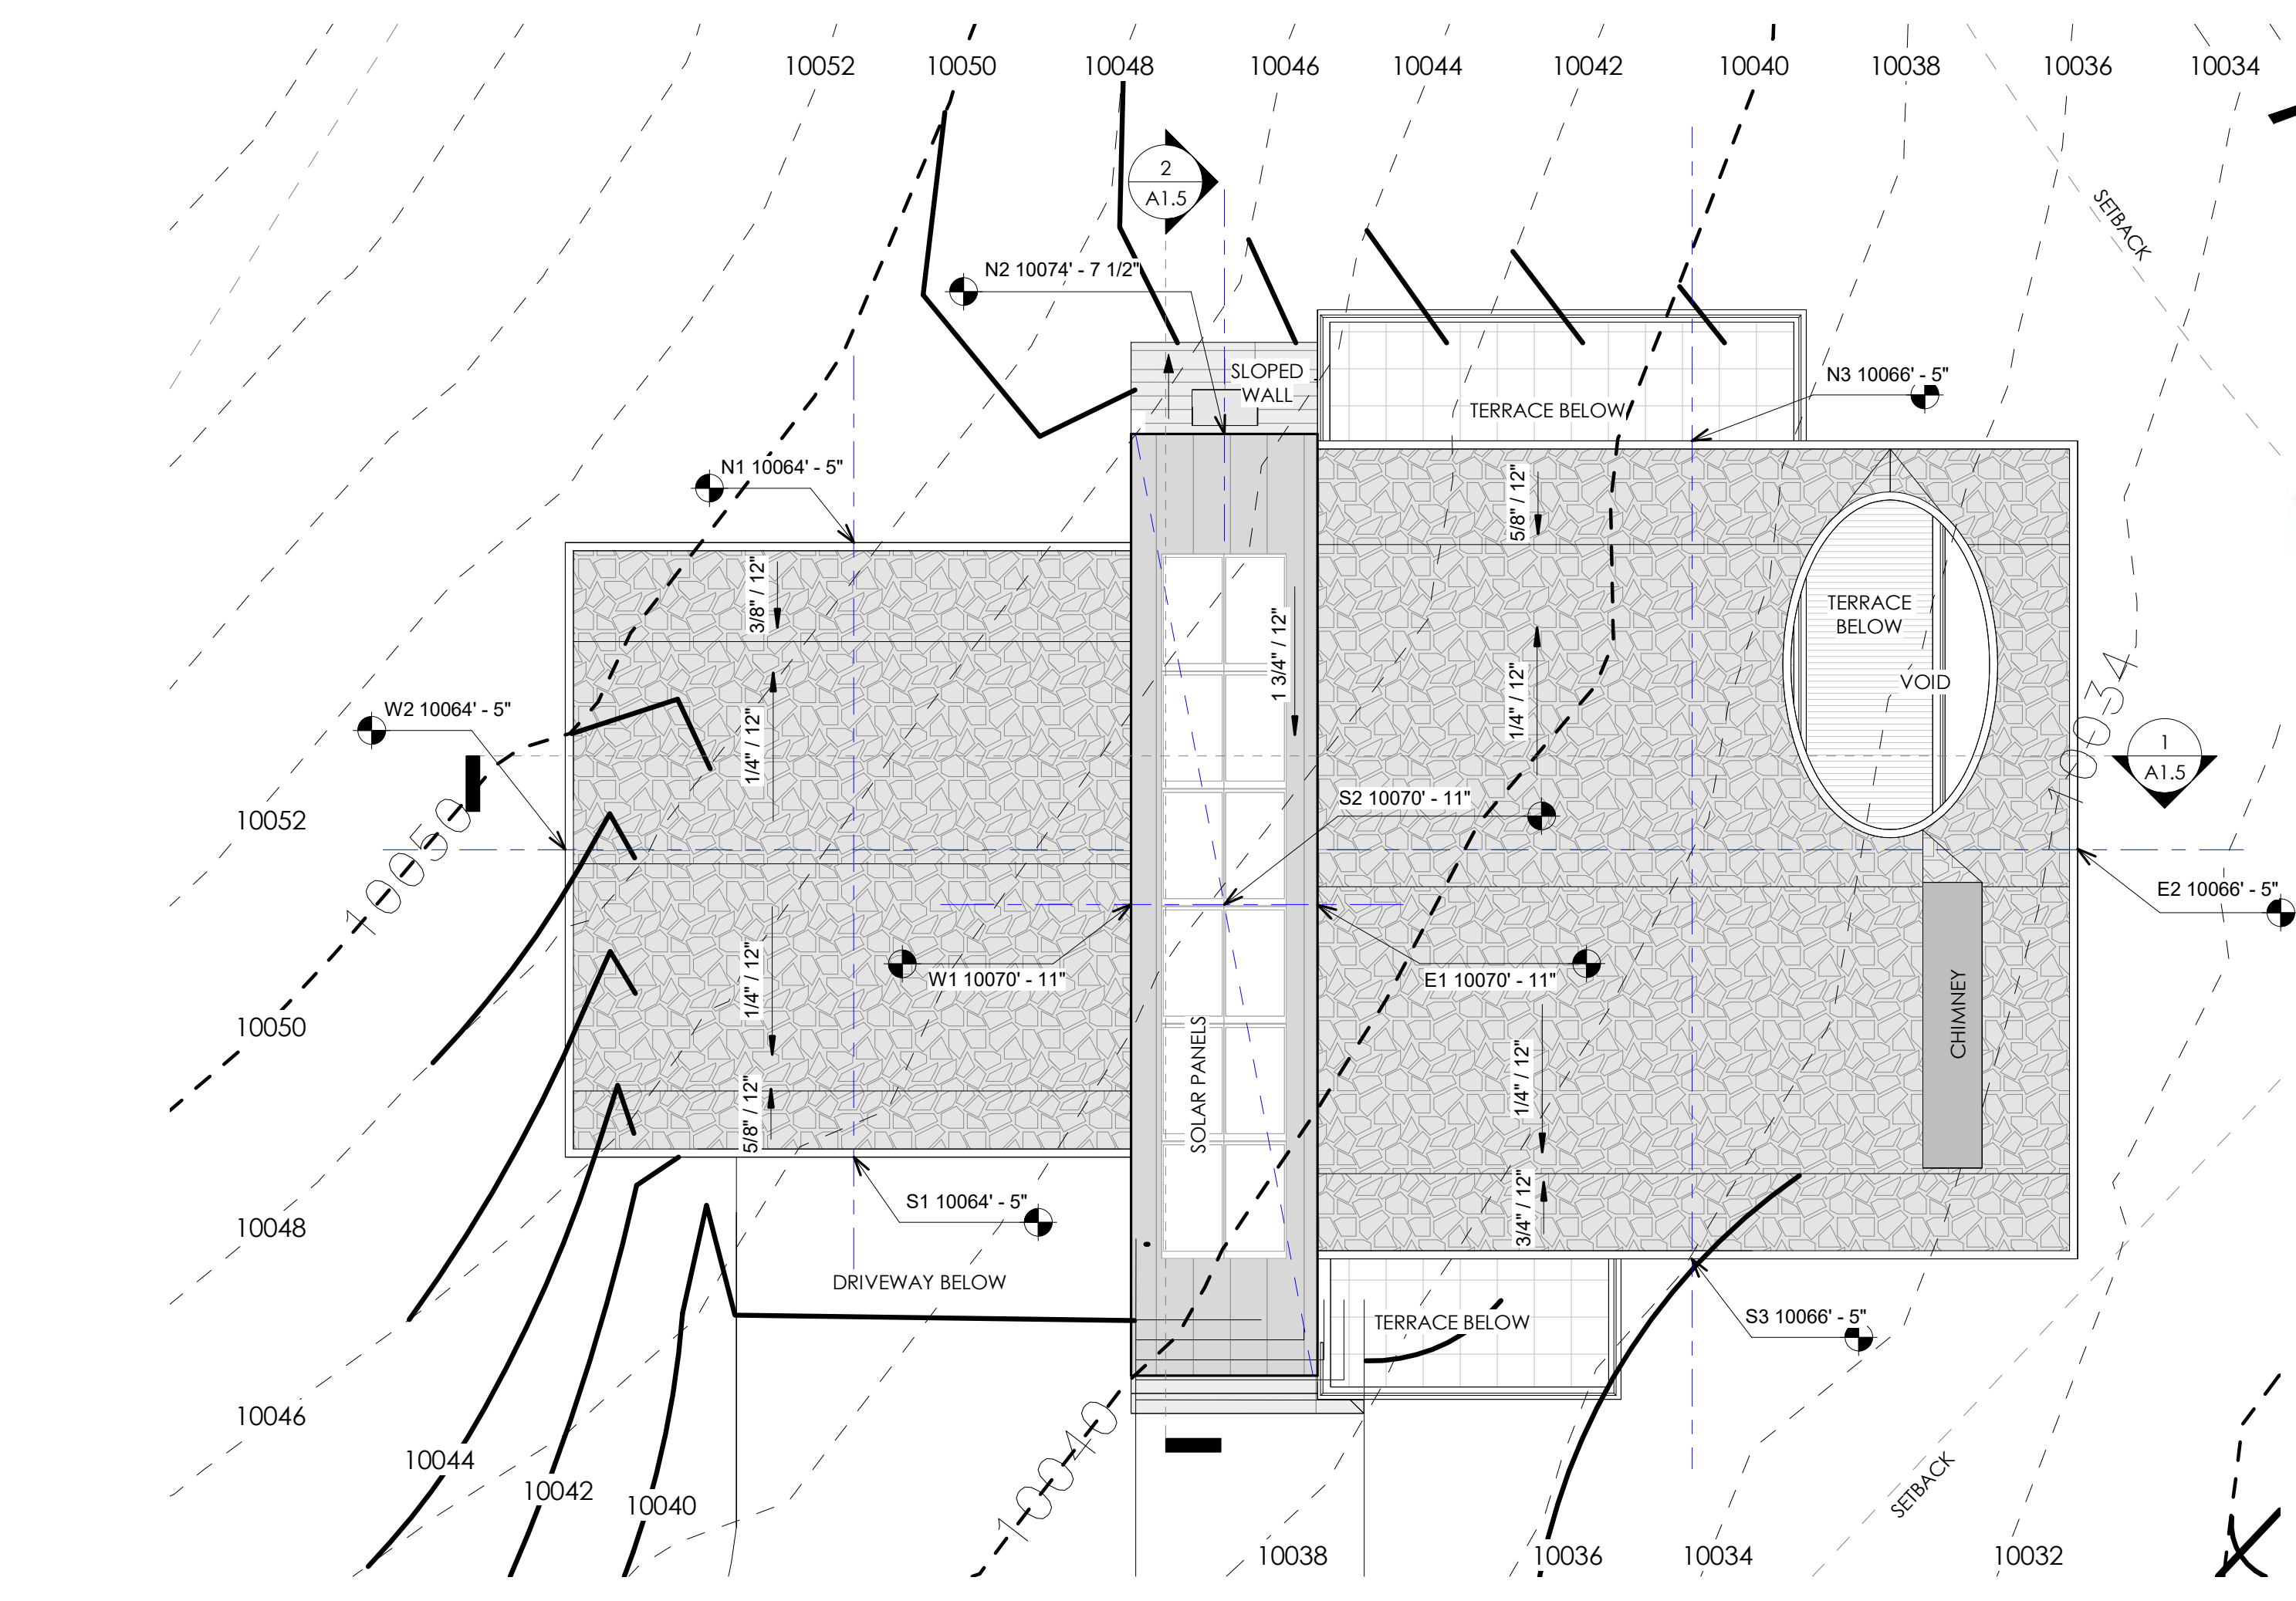 10052
10050
10048
10046
10044
10042
10040
10038
10036
10034
2
A1.5
SETBACK
N2 10074' - 7 1/2"
SLOPED
WALL
N3 10066' - 5"
TERRACE BELOW
N1 10064' - 5"
5/8" / 12"
3/8" / 12"
TERRACE
BELOW
1 3/4" / 12"
VOID
1/4" / 12"
W2 10064' - 5"
1/4" / 12"
10034
1
A1.5
S2 10070' - 11"
10052
10050
E2 10066' - 5"
W1 10070' - 11"
E1 10070' - 11"
1/4" / 12"
CHIMNEY
10050
SOLAR PANELS
1/4" / 12"
5/8" / 12"
3/4" / 12"
S1 10064' - 5"
10048
DRIVEWAY BELOW
TERRACE BELOW
S3 10066' - 5"
10046
10044
10040
10042
10040
SETBACK
10038
10036
10034
10032